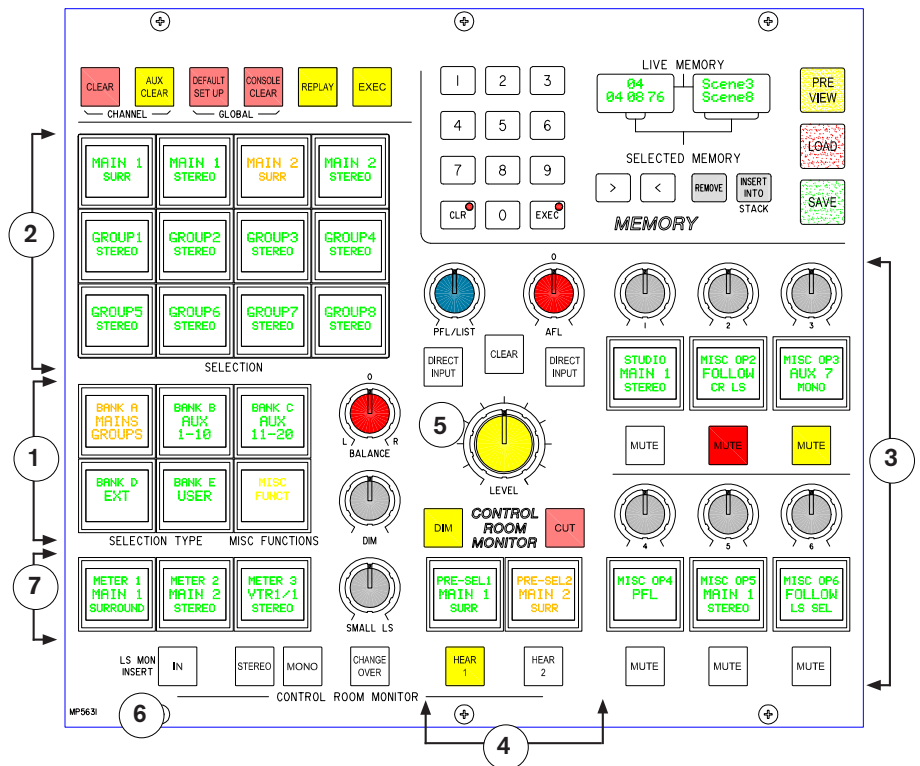 CLEAR
AUX
CLEAR
DEFAULT
SET UP
CONSOLE
CLEAR
REPLAY
EXEC
CHANNEL
GLOBAL
1 2 3
4 5 6
7 8 9
CLR 0 EXEC
LIVE MEMORY
04
04 08 76
Scene3
Scene8
SELECTED MEMORY
> <
REMOVE
INSERT
INTO
STACK
MEMORY
PRE
VIEW
LOAD
SAVE
2
MAIN 1
SURR
MAIN 1
STEREO
MAIN 2
SURR
MAIN 2
STEREO
GROUP1
STEREO
GROUP2
STEREO
GROUP3
STEREO
GROUP4
STEREO
GROUP5
STEREO
GROUP6
STEREO
GROUP7
STEREO
GROUP8
STEREO
SELECTION
1
BANK A
MAINS
GROUPS
BANK B
AUX
1-10
BANK C
AUX
11-20
BANK D
EXT
BANK E
USER
MISC
FUNCT
SELECTION TYPE
MISC FUNCTIONS
0
L R
BALANCE
DIM
SMALL LS
7
METER 1
MAIN 1
SURROUND
METER 2
MAIN 2
STEREO
METER 3
YTR1/1
STEREO
LS MON
INSERT
IN
STEREO
MONO
CHANGE
OVER
CONTROL ROOM MONITOR
MP5631
6
PFL/LIST
0
AFL
DIRECT
INPUT
CLEAR
DIRECT
INPUT
5
LEVEL
DIM
CONTROL
ROOM
MONITOR
CUT
PRE-SEL1
MAIN 1
SURR
PRE-SEL2
MAIN 2
SURR
HEAR
1
HEAR
2
4
1
2
3
STUDIO
MAIN 1
STEREO
MISC OP2
FOLLOW
CR LS
MISC OP3
AUX 7
MONO
MUTE
MUTE
MUTE
3
4
5
6
MISC OP4
PFL
MISC OP5
MAIN 1
STEREO
MISC OP6
FOLLOW
LS SEL
MUTE
MUTE
MUTE